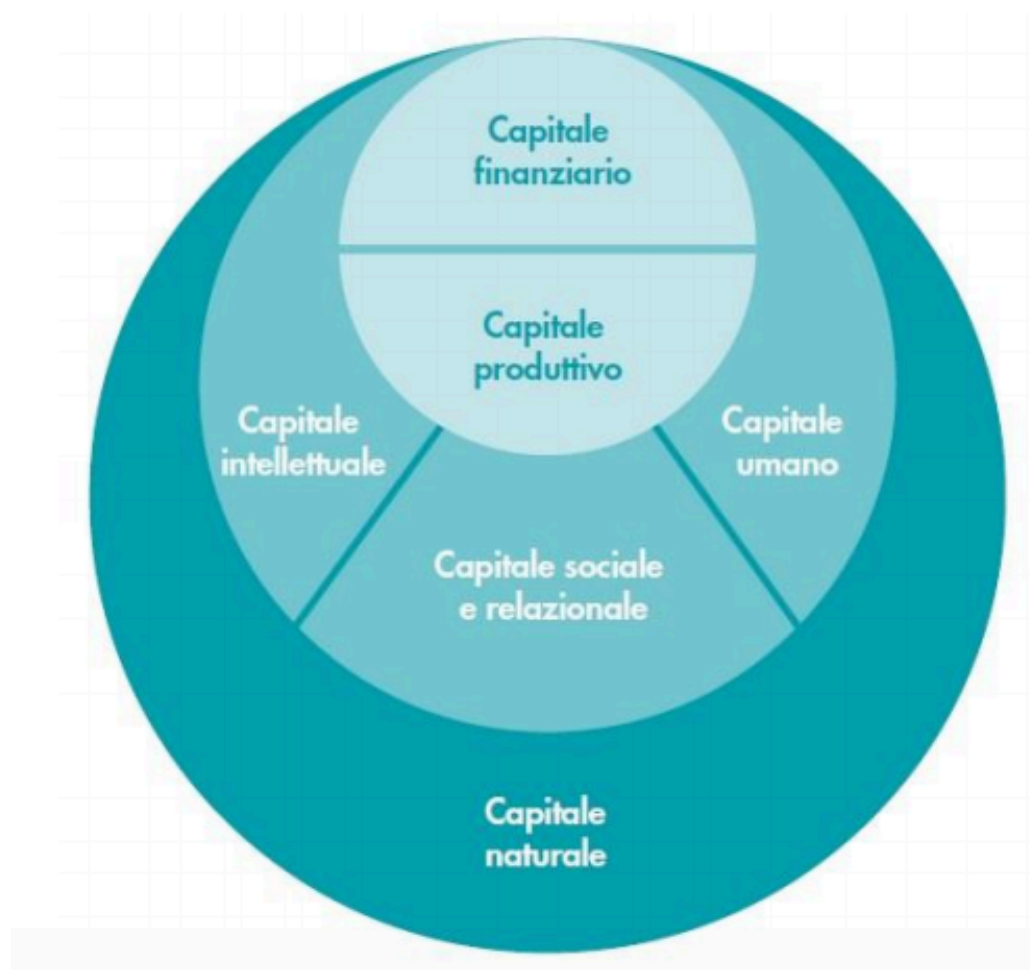 Capitale
finanziario
Capitale
produttivo
Capitale
intellettuale
Capitale
umano
Capitale sociale
e relazionale
Capitale
naturale